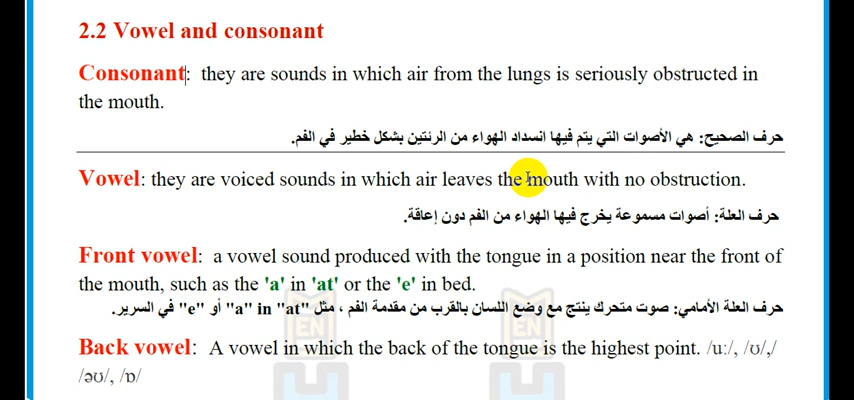 2.2 Vowel and consonant
Consonant: they are sounds in which air from the lungs is seriously obstructed in
the mouth.
حرف الصحيح: هي الأصوات التي يتم فيها انسداد الهواء من الرئتين بشكل خطير في الفم.
Vowel: they are voiced sounds in which air leaves the mouth with no obstruction.
حرف العلة: أصوات مسموعة يخرج فيها الهواء من الفم دون إعاقة.
Front vowel: a vowel sound produced with the tongue in a position near the front of
the mouth, such as the 'a' in 'at' or the 'e' in bed.
حرف العلة الأمامي: صوت متحرك ينتج مع وضع اللسان بالقرب من مقدمة الفم ، مثل "a" in "at" أو "e" في السرير.
Back vowel: A vowel in which the back of the tongue is the highest point. /u:/, /ʊ/,/
/əʊ/, /ɒ/
EN
EN